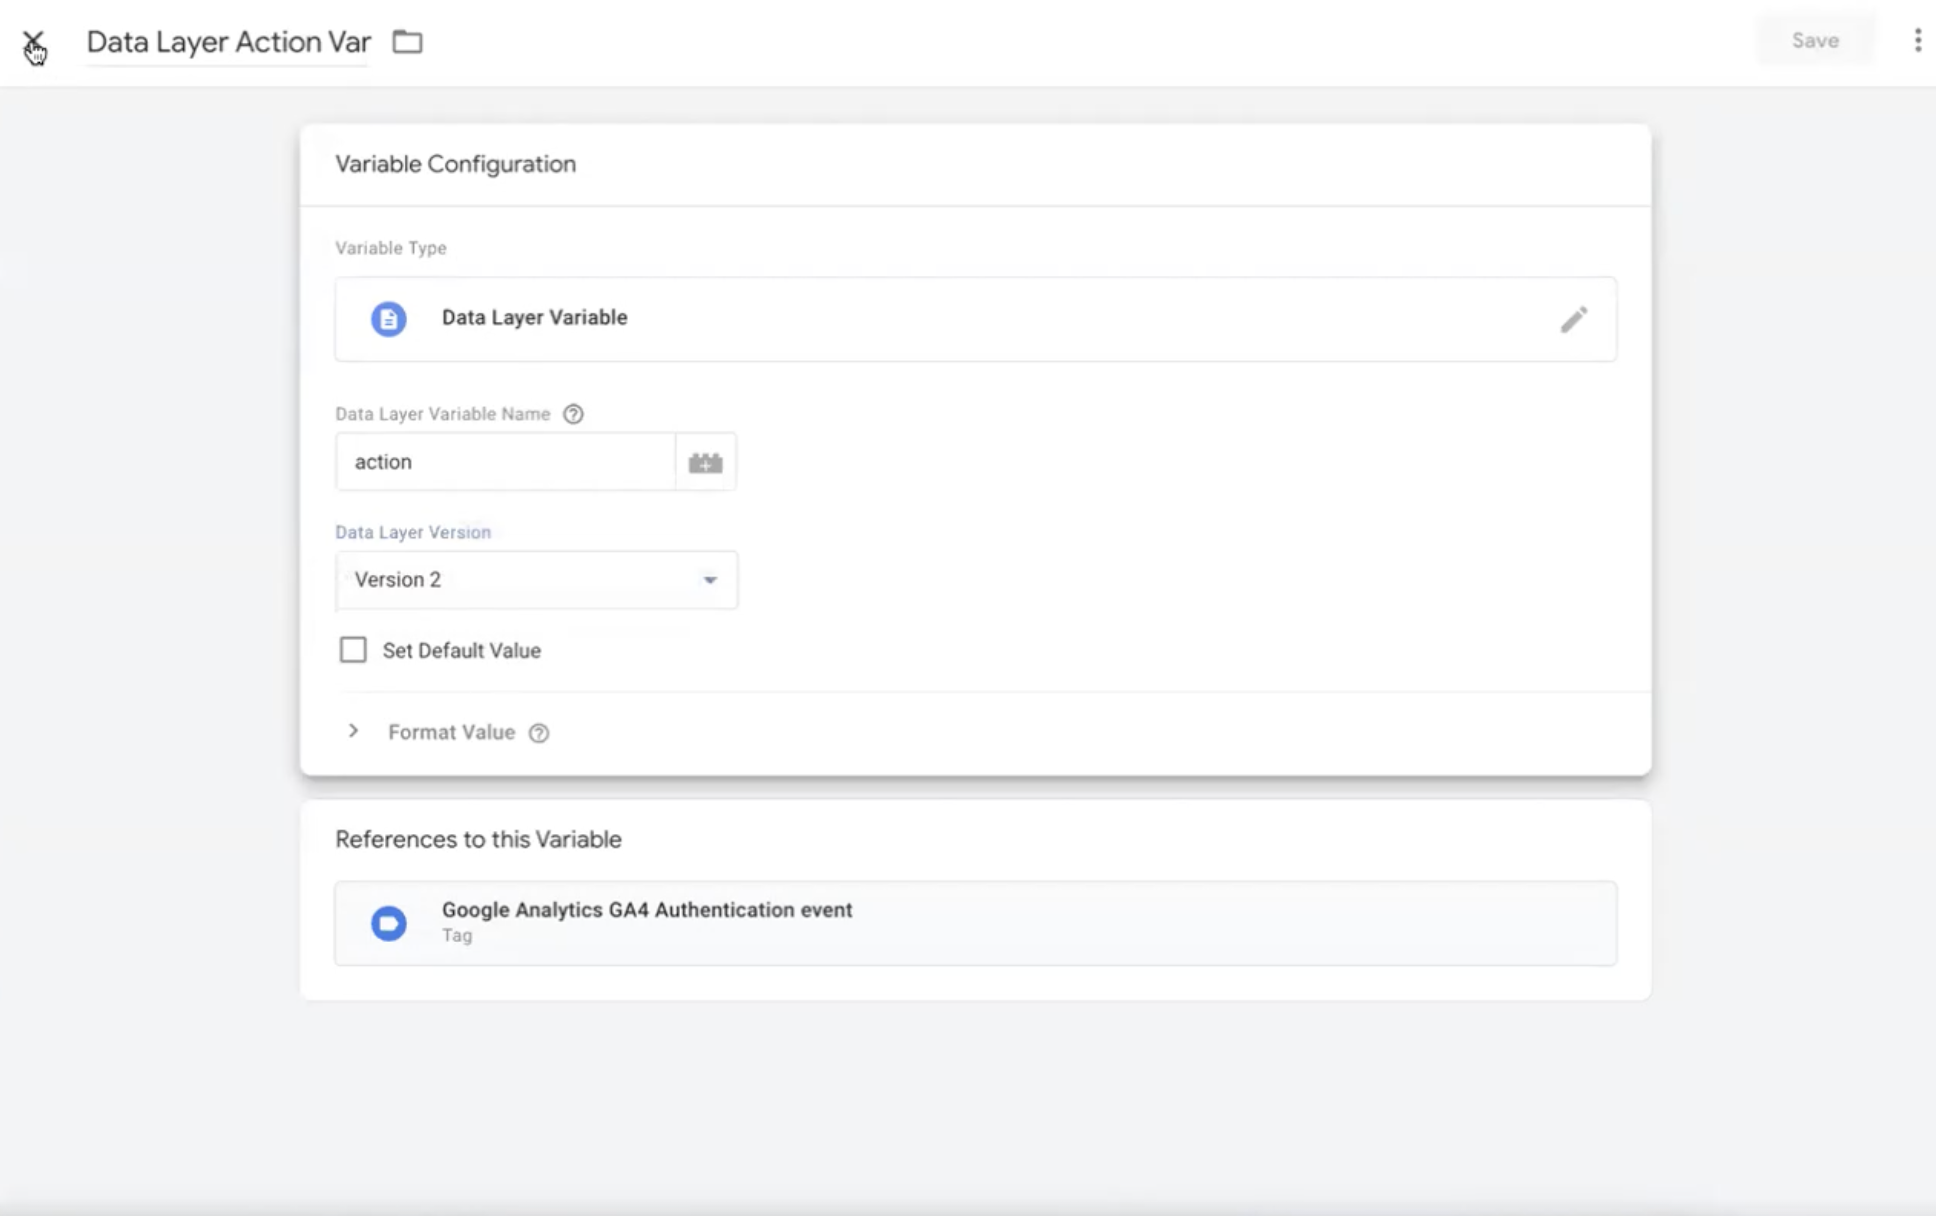 Data Layer Action Var
Save
Variable Configuration
Variable Type
Data Layer Variable
Data Layer Variable Name
action
Data Layer Version
Version 2
Set Default Value
Format Value
References to this Variable
Google Analytics GA4 Authentication event
Tag